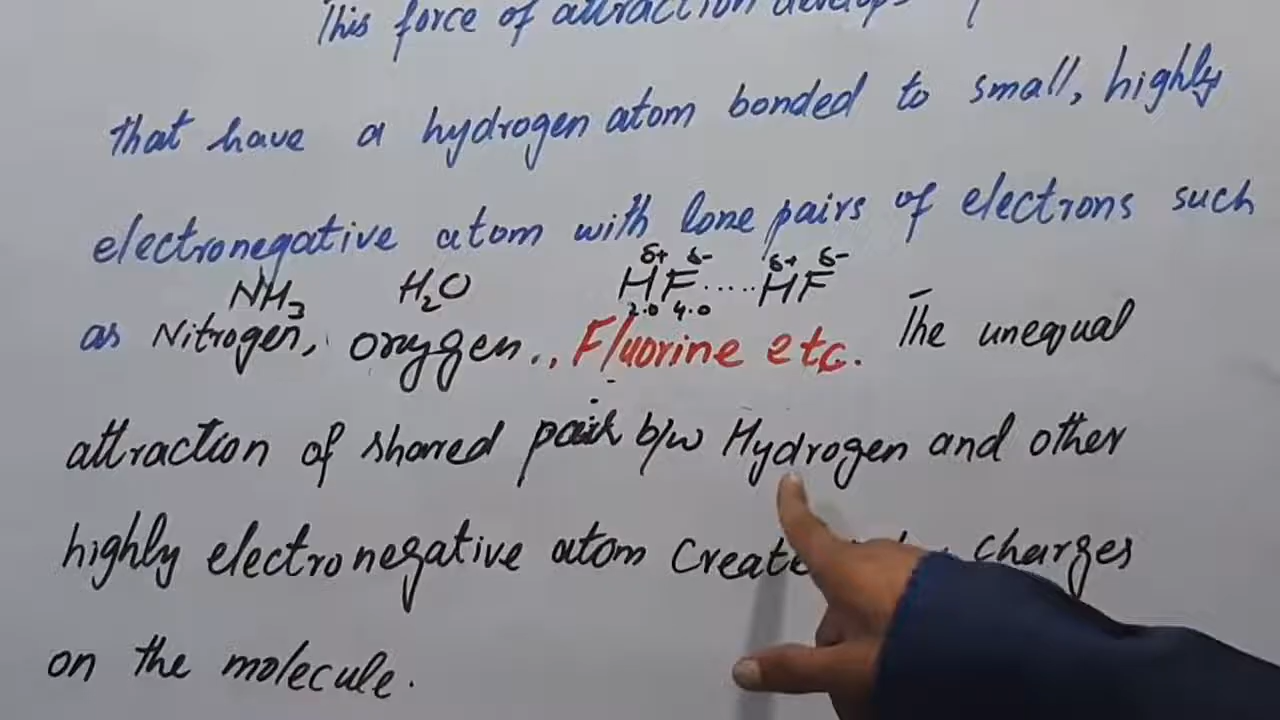 This force of attraction develops
that have a hydrogen atom bonded to small, highly
electronegative atom with lone pairs of electrons such
δ+ δ- δ+ δ-
NH3 H2O HF.....HF
2.0 4.0
as Nitrogen, oxygen., Fluorine etc. The unequal
attraction of shared pair b/w Hydrogen and other
highly electronegative atom Create charges
on the molecule.